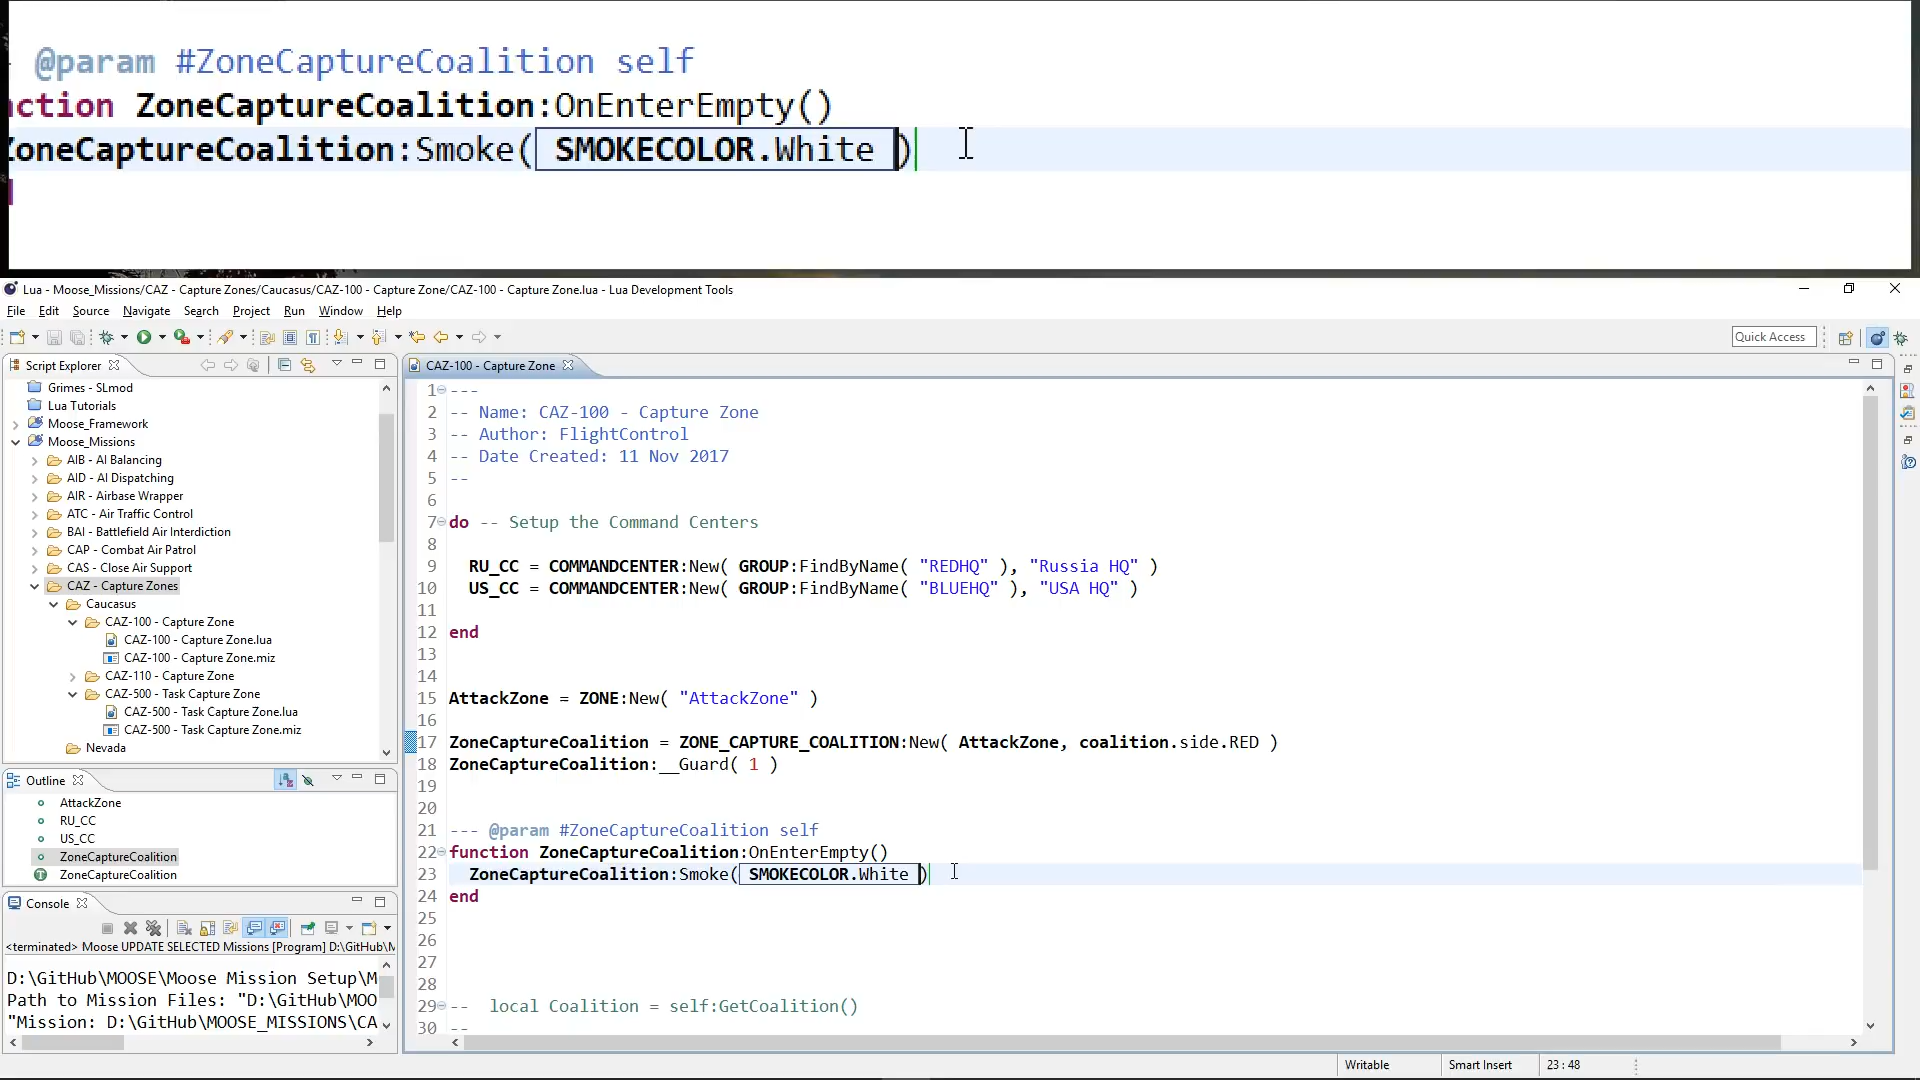 @param #ZoneCaptureCoalition self
nction ZoneCaptureCoalition:OnEnterEmpty()
ZoneCaptureCoalition:Smoke( SMOKECOLOR.White )
Lua - Moose_Missions/CAZ - Capture Zones/Caucasus/CAZ-100 - Capture Zone/CAZ-100 - Capture Zone.lua - Lua Development Tools
File Edit Source Navigate Search Project Run Window Help
Quick Access
Script Explorer
Grimes - SLmod
Lua Tutorials
Moose_Framework
Moose_Missions
AIB - AI Balancing
AID - AI Dispatching
AIR - Airbase Wrapper
ATC - Air Traffic Control
BAI - Battlefield Air Interdiction
CAP - Combat Air Patrol
CAS - Close Air Support
CAZ - Capture Zones
Caucasus
CAZ-100 - Capture Zone
CAZ-100 - Capture Zone.lua
CAZ-100 - Capture Zone.miz
CAZ-110 - Capture Zone
CAZ-500 - Task Capture Zone
CAZ-500 - Task Capture Zone.lua
CAZ-500 - Task Capture Zone.miz
Nevada
Outline
AttackZone
RU_CC
US_CC
ZoneCaptureCoalition
ZoneCaptureCoalition
Console
<terminated> Moose UPDATE SELECTED Missions [Program] D:\GitHub\M
D:\GitHub\MOOSE\Moose Mission Setup\M
Path to Mission Files: "D:\GitHub\MOO
"Mission: D:\GitHub\MOOSE_MISSIONS\CA
CAZ-100 - Capture Zone
1 ---
2 -- Name: CAZ-100 - Capture Zone
3 -- Author: FlightControl
4 -- Date Created: 11 Nov 2017
5 --
6
7 do -- Setup the Command Centers
8
9 RU_CC = COMMANDCENTER:New( GROUP:FindByName( "REDHQ" ), "Russia HQ" )
10 US_CC = COMMANDCENTER:New( GROUP:FindByName( "BLUEHQ" ), "USA HQ" )
11
12 end
13
14
15 AttackZone = ZONE:New( "AttackZone" )
16
17 ZoneCaptureCoalition = ZONE_CAPTURE_COALITION:New( AttackZone, coalition.side.RED )
18 ZoneCaptureCoalition:__Guard( 1 )
19
20
21 --- @param #ZoneCaptureCoalition self
22 function ZoneCaptureCoalition:OnEnterEmpty()
23 ZoneCaptureCoalition:Smoke( SMOKECOLOR.White )
24 end
25
26
27
28
29 -- local Coalition = self:GetCoalition()
30 --
Writable Smart Insert 23 : 48